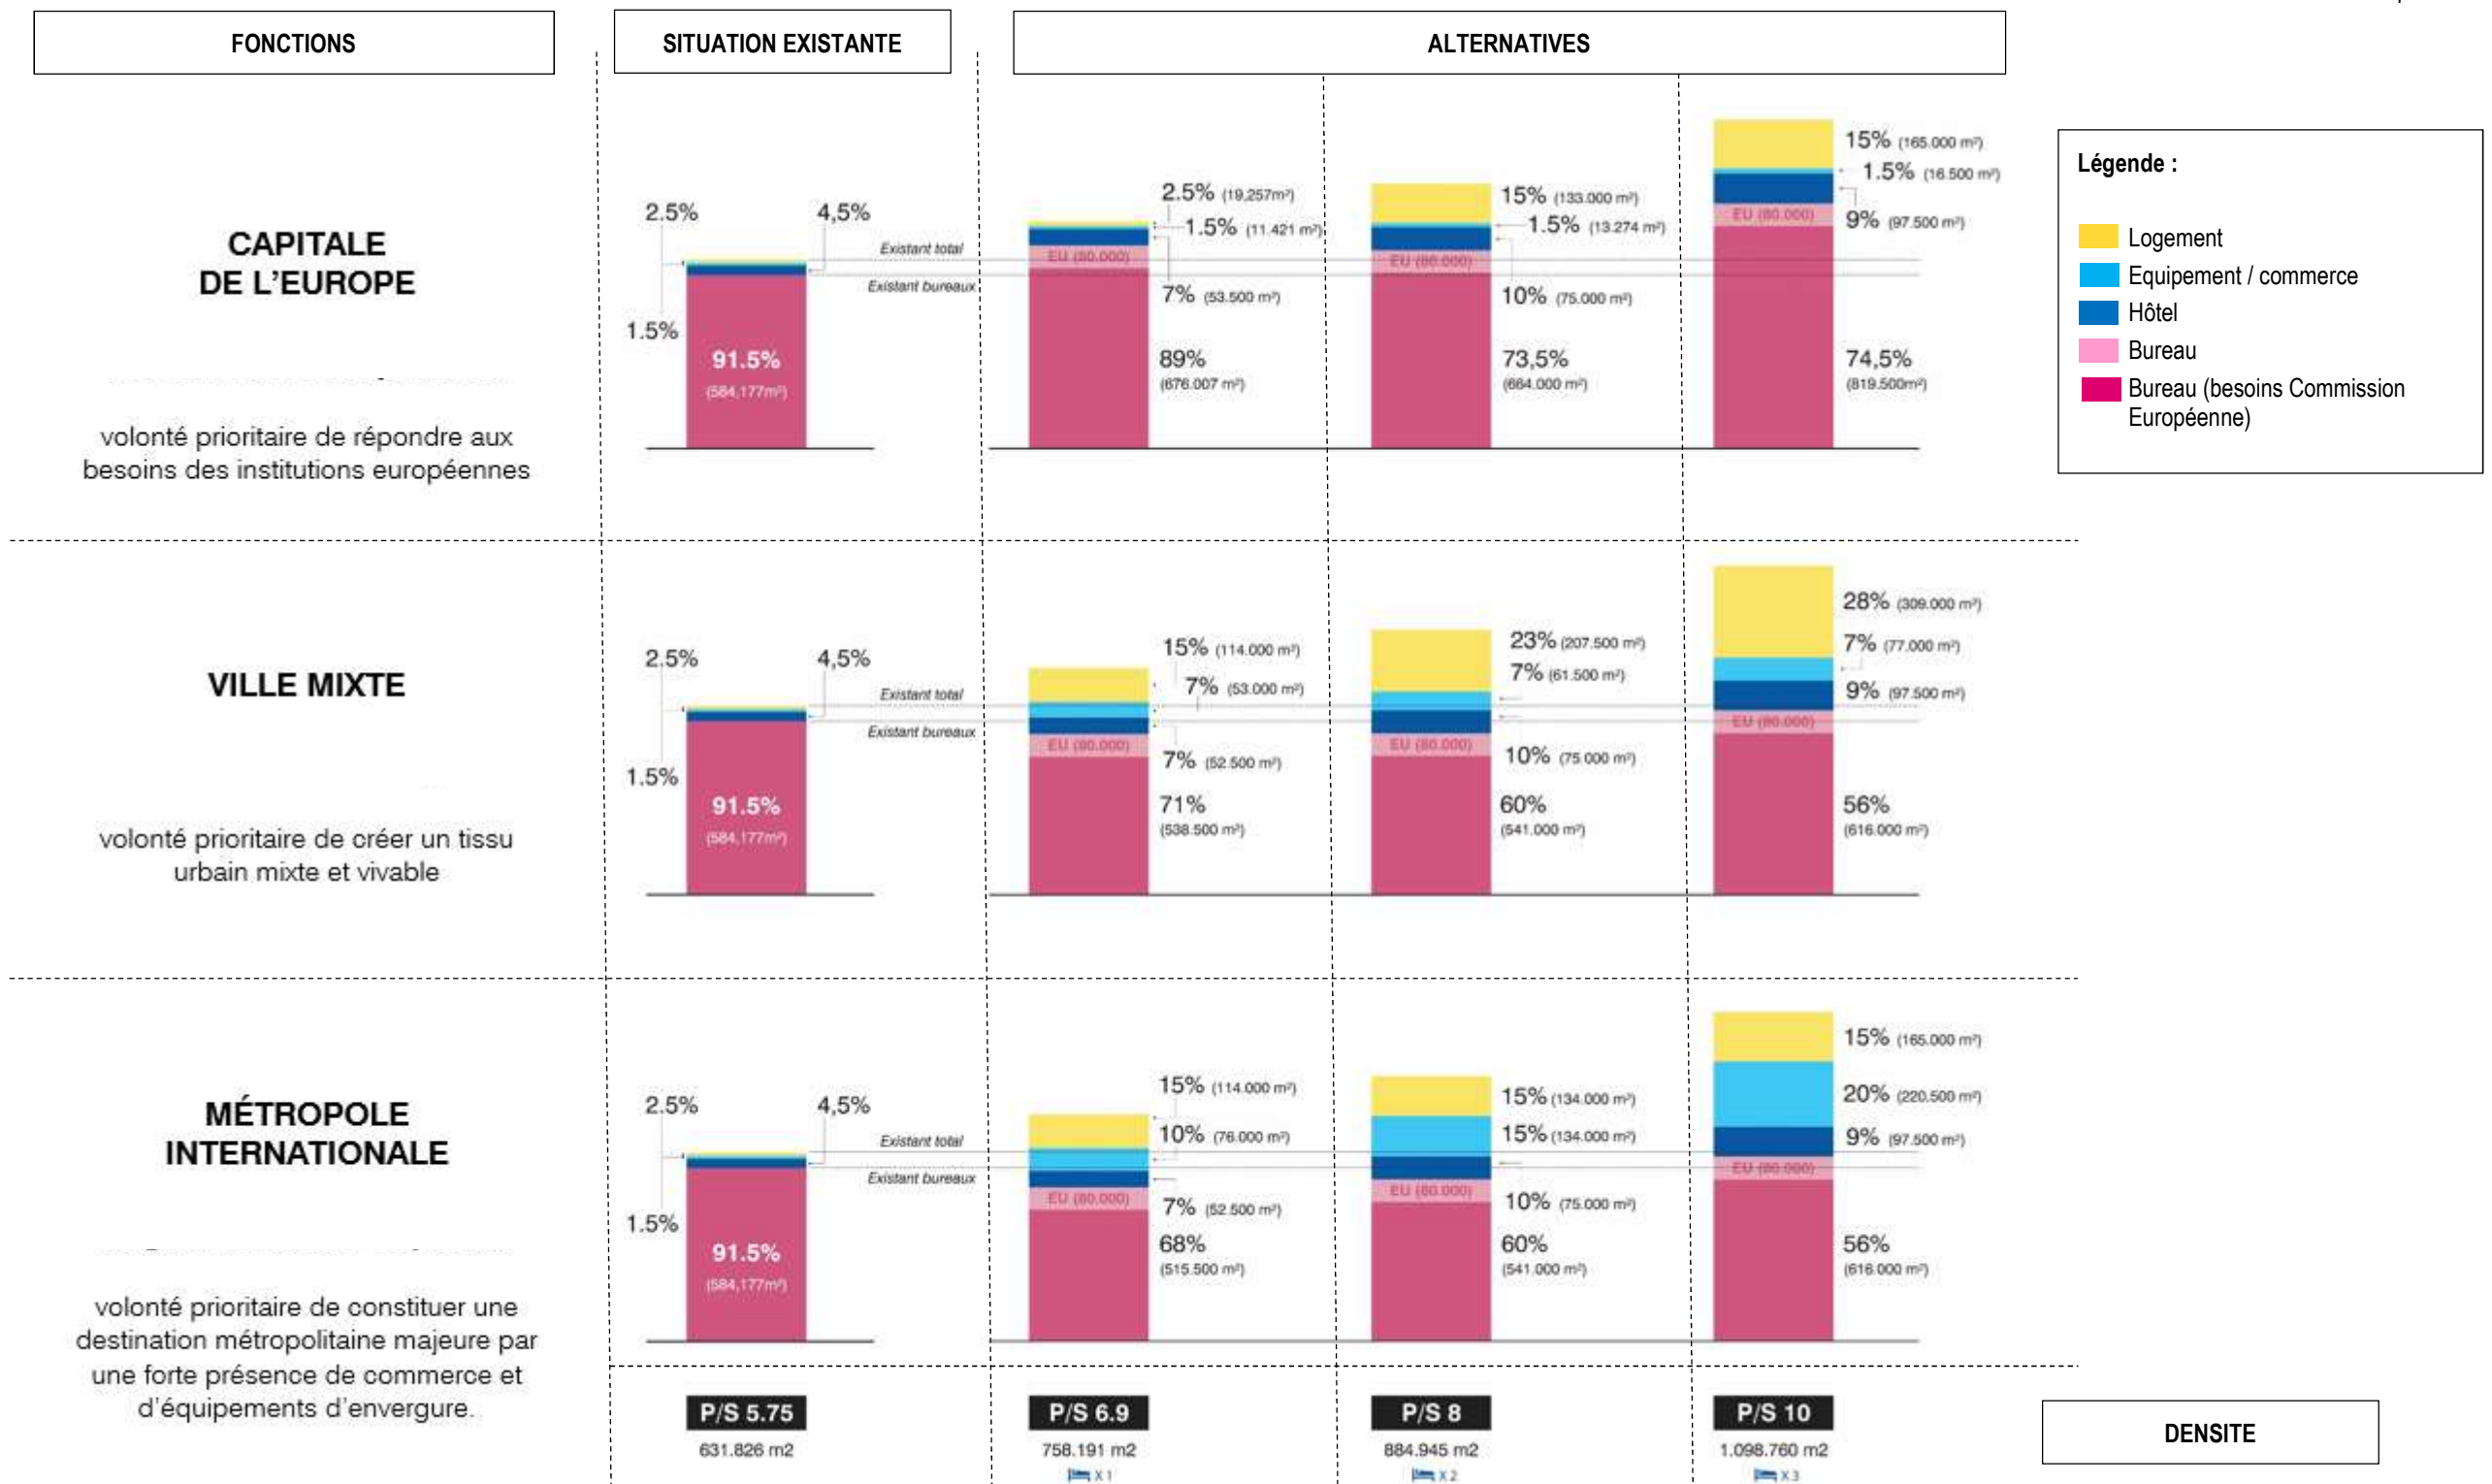 FONCTIONS
SITUATION EXISTANTE
ALTERNATIVES
CAPITALE
DE L'EUROPE
volonté prioritaire de répondre aux
besoins des institutions européennes
2.5%
4,5%
1.5%
91.5%
(584,177m²)
Existant total
Existant bureaux
2.5% (19,257m²)
1.5% (11.421 m²)
EU (80.000)
7% (53.500 m²)
89%
(676.007 m²)
15% (133.000 m²)
1.5% (13.274 m²)
EU (80.000)
10% (75.000 m²)
73,5%
(664.000 m²)
15% (165.000 m²)
1.5% (16.500 m²)
EU (80.000)
9% (97.500 m²)
74,5%
(819.500m²)
Légende :
Logement
Equipement / commerce
Hôtel
Bureau
Bureau (besoins Commission
Européenne)
VILLE MIXTE
volonté prioritaire de créer un tissu
urbain mixte et vivable
2.5%
4,5%
1.5%
91.5%
(584,177m²)
Existant total
Existant bureaux
15% (114.000 m²)
7% (53.000 m²)
EU (80.000)
7% (52.500 m²)
71%
(538.500 m²)
23% (207.500 m²)
7% (61.500 m²)
EU (80.000)
10% (75.000 m²)
60%
(541.000 m²)
28% (309.000 m²)
7% (77.000 m²)
9% (97.500 m²)
EU (80.000)
56%
(616.000 m²)
MÉTROPOLE
INTERNATIONALE
volonté prioritaire de constituer une
destination métropolitaine majeure par
une forte présence de commerce et
d'équipements d'envergure.
2.5%
4,5%
1.5%
91.5%
(584,177m²)
Existant total
Existant bureaux
15% (114.000 m²)
10% (76.000 m²)
EU (80.000)
7% (52.500 m²)
68%
(515.500 m²)
15% (134.000 m²)
15% (134.000 m²)
EU (80.000)
10% (75.000 m²)
60%
(541.000 m²)
15% (165.000 m²)
20% (220.500 m²)
9% (97.500 m²)
EU (80.000)
56%
(616.000 m²)
P/S 5.75
631.826 m2
P/S 6.9
758.191 m2
X 1
P/S 8
884.945 m2
X 2
P/S 10
1.098.760 m2
X 3
DENSITE